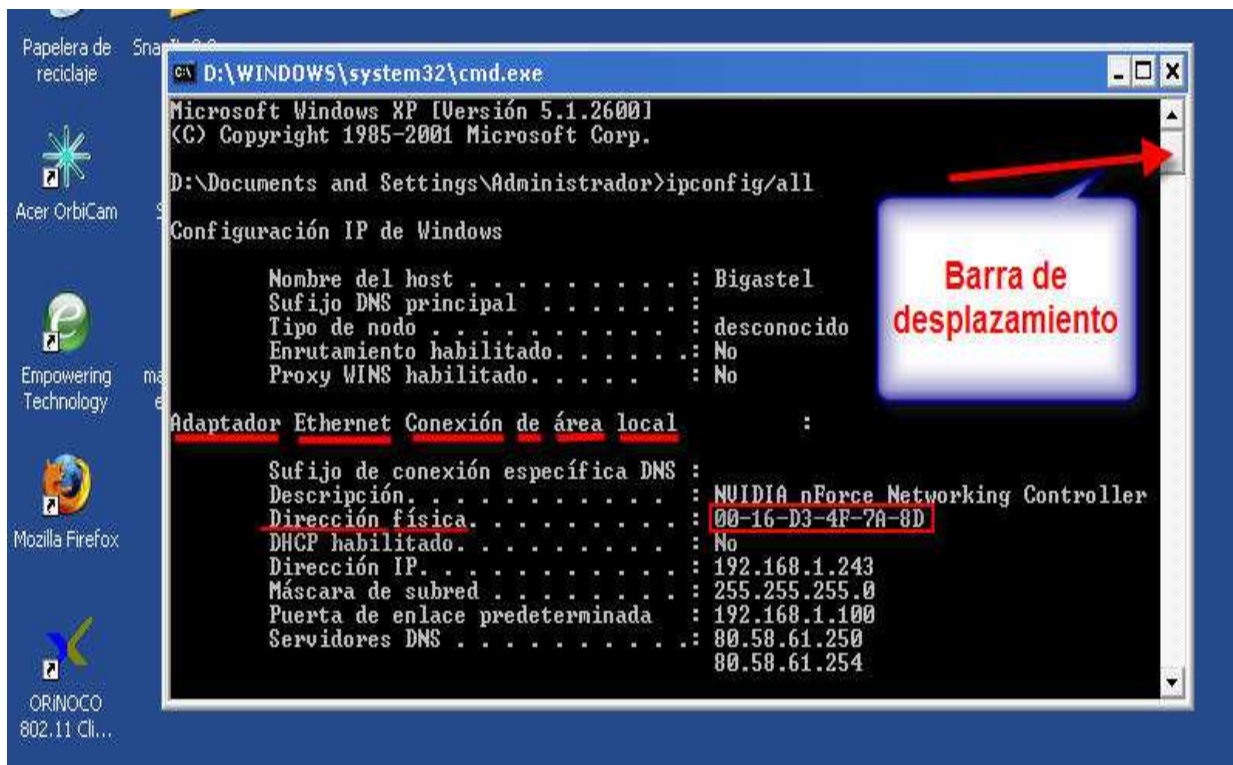 Papelera de
reciclaje
Acer OrbiCam
Empowering
Technology
Mozilla Firefox
ORiNOCO
802.11 Cli...
D:\WINDOWS\system32\cmd.exe
Microsoft Windows XP [Versión 5.1.2600]
(C) Copyright 1985-2001 Microsoft Corp.
D:\Documents and Settings\Administrador>ipconfig/all
Configuración IP de Windows
Nombre del host . . . . . . . . . : Bigastel
Sufijo DNS principal . . . . . . :
Tipo de nodo . . . . . . . . . . : desconocido
Enrutamiento habilitado. . . . . .: No
Proxy WINS habilitado. . . . . : No
Adaptador Ethernet Conexión de área local :
Sufijo de conexión específica DNS :
Descripción. . . . . . . . . . . : NVIDIA nForce Networking Controller
Dirección física. . . . . . . . . : 00-16-D3-4F-7A-8D
DHCP habilitado. . . . . . . . . : No
Dirección IP. . . . . . . . . . . : 192.168.1.243
Máscara de subred . . . . . . . . : 255.255.255.0
Puerta de enlace predeterminada : 192.168.1.100
Servidores DNS . . . . . . . . . .: 80.58.61.250
80.58.61.254
Barra de
desplazamiento